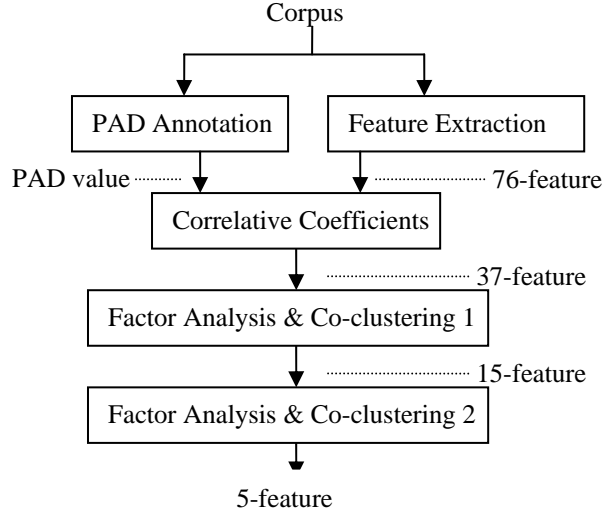 Corpus
PAD Annotation
Feature Extraction
PAD value
76-feature
Correlative Coefficients
37-feature
Factor Analysis & Co-clustering 1
15-feature
Factor Analysis & Co-clustering 2
5-feature